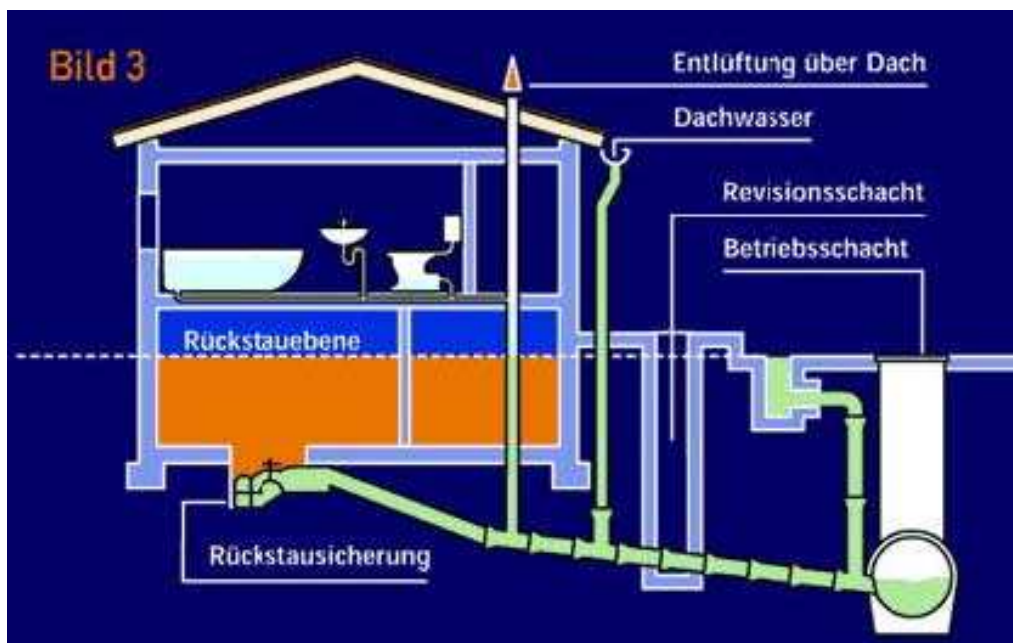 Bild 3
Entlüftung über Dach
Dachwasser
Revisionsschacht
Betriebsschacht
Rückstauebene
Rückstausicherung